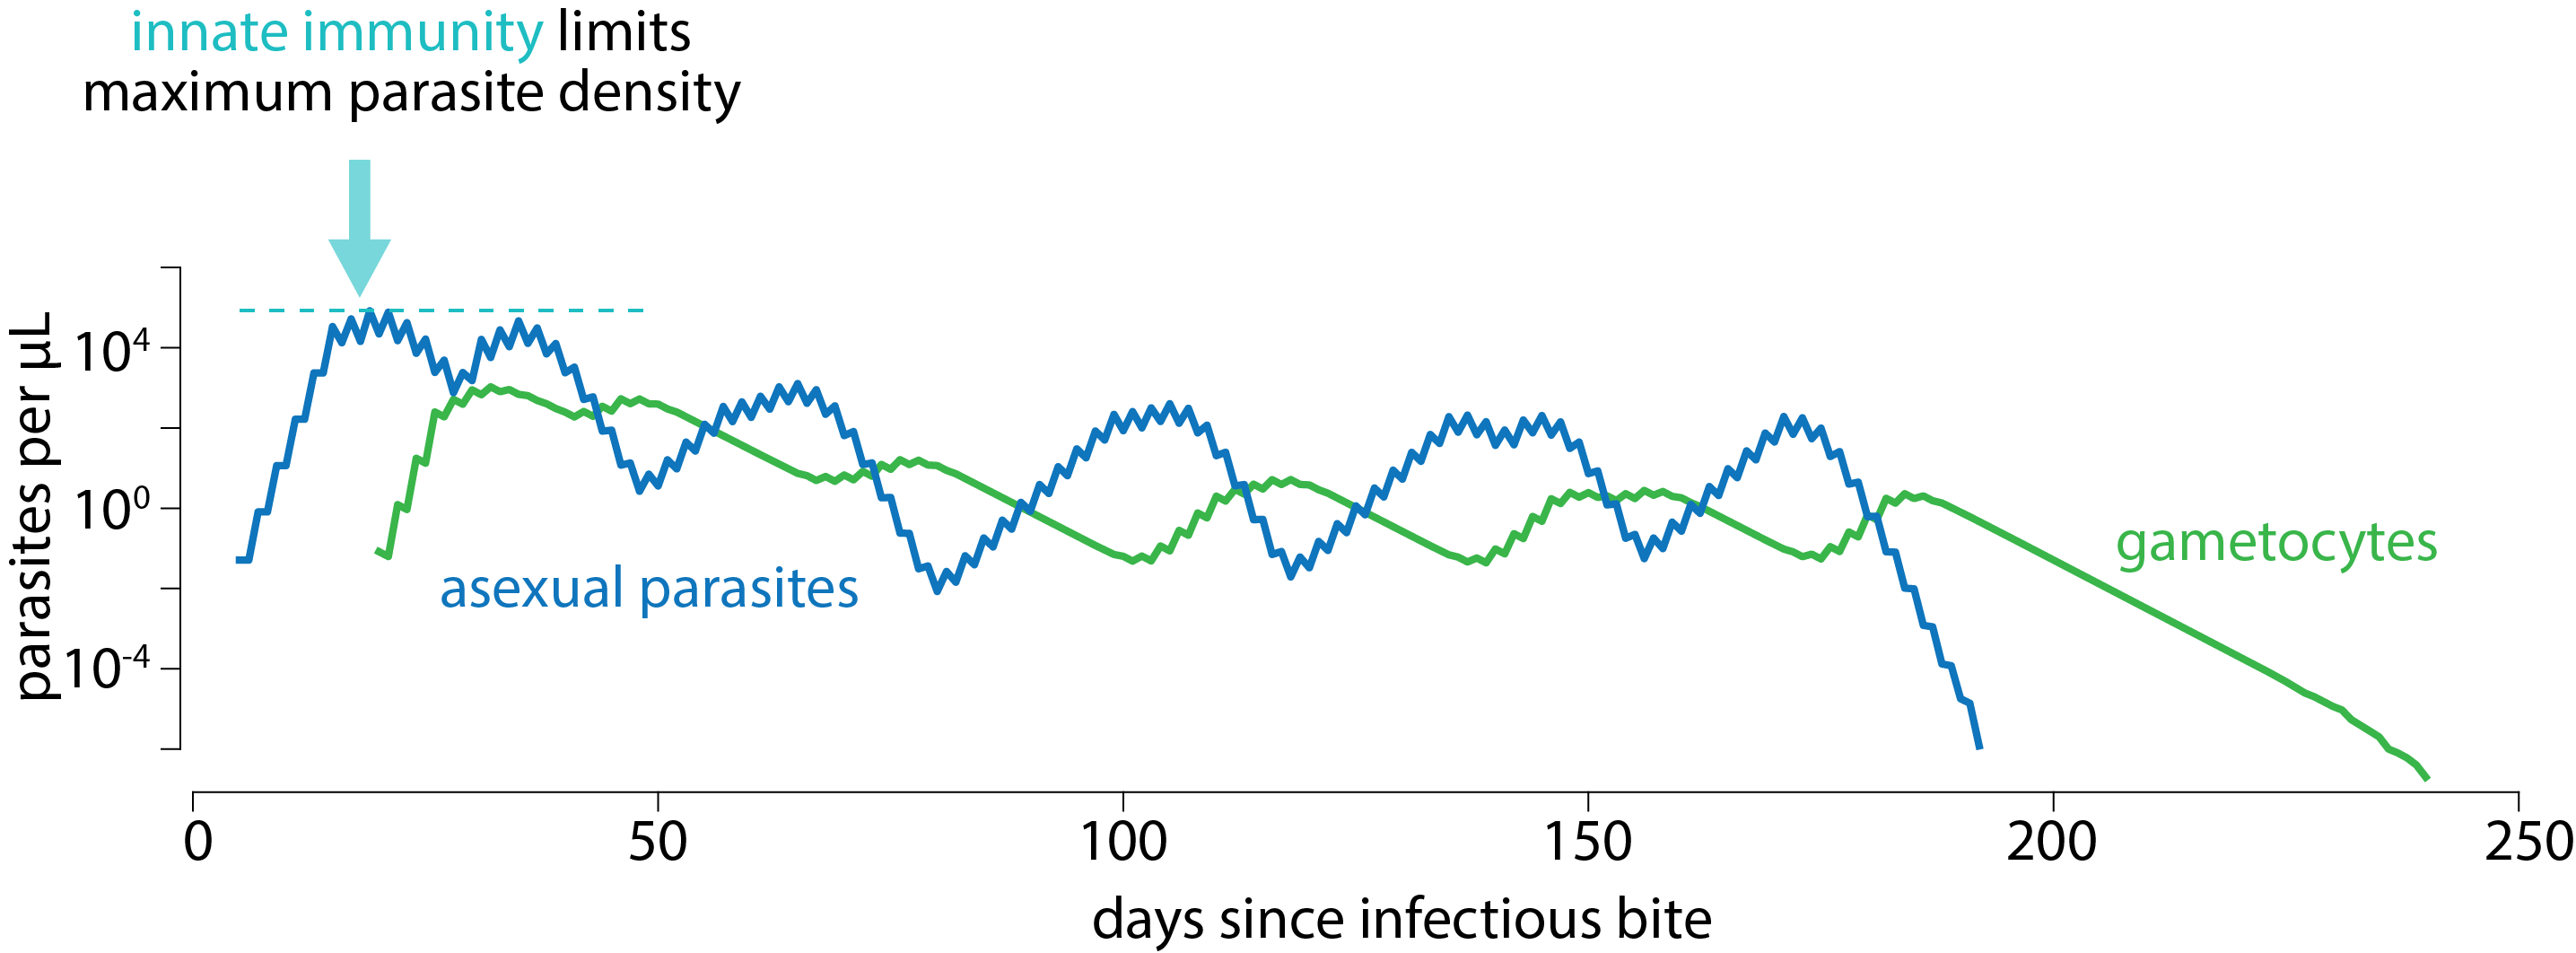 innate immunity limits
maximum parasite density
parasites per µL
10⁴
10⁰
10⁻⁴
asexual parasites
gametocytes
0 50 100 150 200 250
days since infectious bite